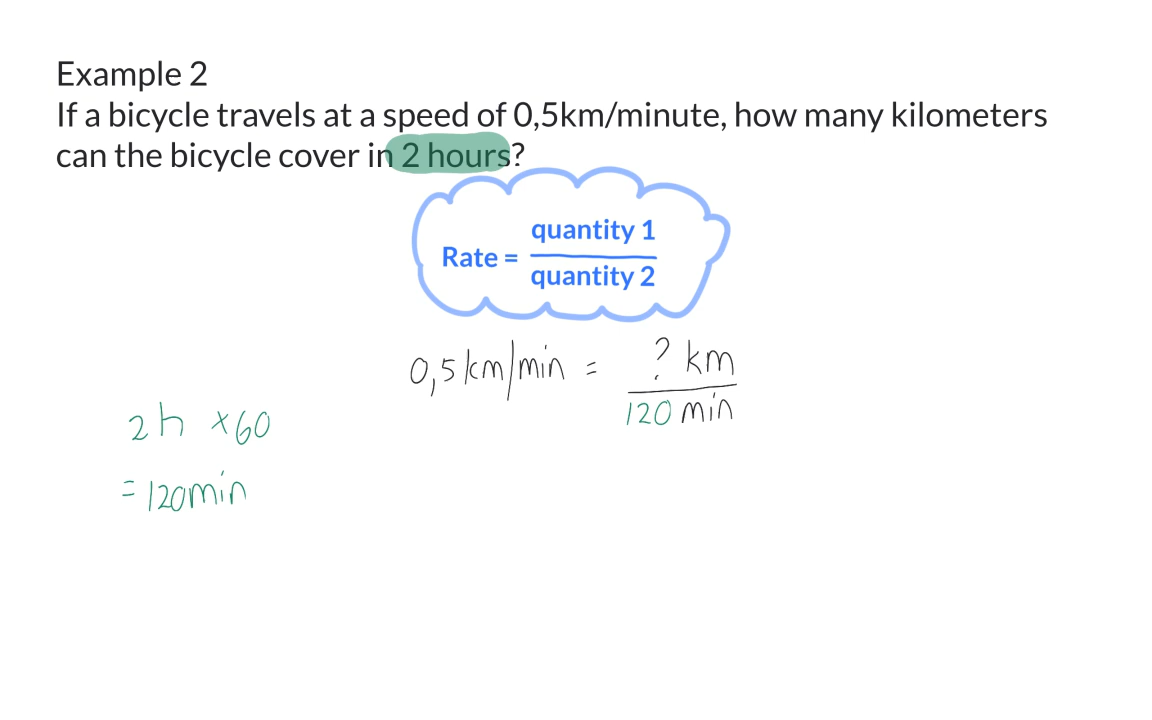 Example 2
If a bicycle travels at a speed of 0,5km/minute, how many kilometers
can the bicycle cover in 2 hours?
quantity 1
Rate =
quantity 2
0,5 km/min = ? km
120 min
2h ×60
= 120min